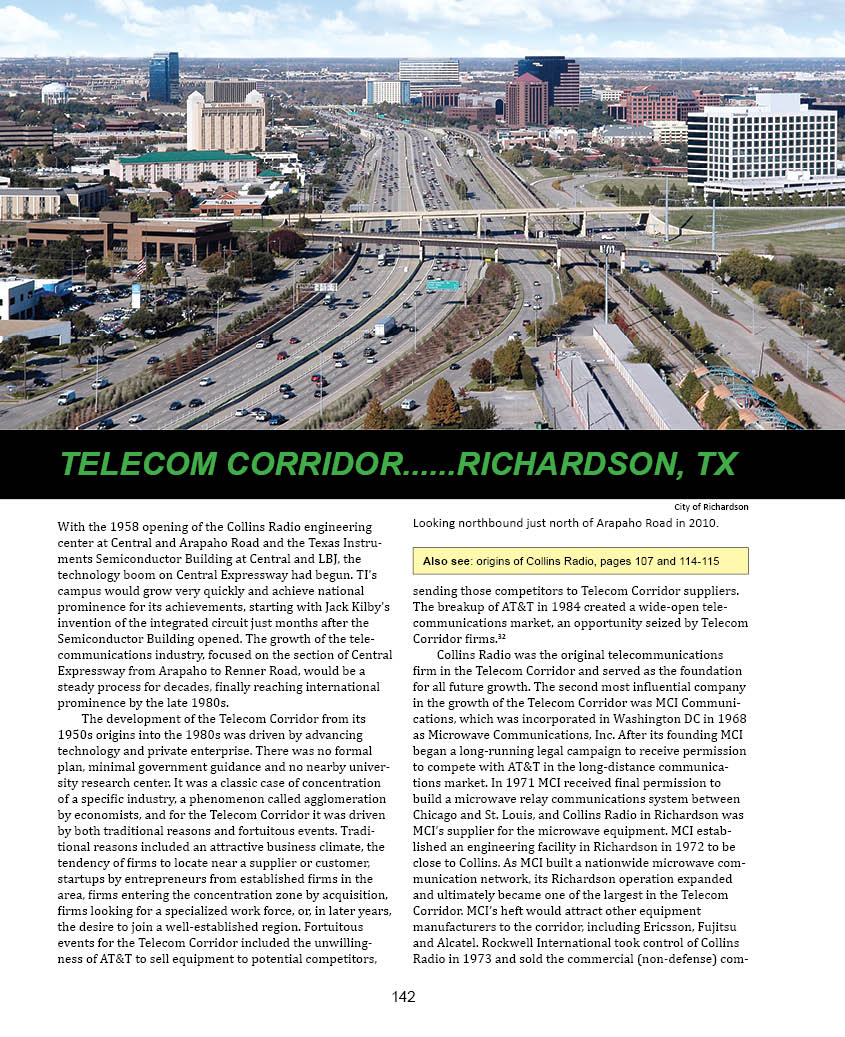 TELECOM CORRIDOR......RICHARDSON, TX
City of Richardson
Looking northbound just north of Arapaho Road in 2010.
Also see: origins of Collins Radio, pages 107 and 114-115
With the 1958 opening of the Collins Radio engineering
center at Central and Arapaho Road and the Texas Instru-
ments Semiconductor Building at Central and LBJ, the
technology boom on Central Expressway had begun. TI's
campus would grow very quickly and achieve national
prominence for its achievements, starting with Jack Kilby's
invention of the integrated circuit just months after the
Semiconductor Building opened. The growth of the tele-
communications industry, focused on the section of Central
Expressway from Arapaho to Renner Road, would be a
steady process for decades, finally reaching international
prominence by the late 1980s.
The development of the Telecom Corridor from its
1950s origins into the 1980s was driven by advancing
technology and private enterprise. There was no formal
plan, minimal government guidance and no nearby univer-
sity research center. It was a classic case of concentration
of a specific industry, a phenomenon called agglomeration
by economists, and for the Telecom Corridor it was driven
by both traditional reasons and fortuitous events. Tradi-
tional reasons included an attractive business climate, the
tendency of firms to locate near a supplier or customer,
startups by entrepreneurs from established firms in the
area, firms entering the concentration zone by acquisition,
firms looking for a specialized work force, or, in later years,
the desire to join a well-established region. Fortuitous
events for the Telecom Corridor included the unwilling-
ness of AT&T to sell equipment to potential competitors,
sending those competitors to Telecom Corridor suppliers.
The breakup of AT&T in 1984 created a wide-open tele-
communications market, an opportunity seized by Telecom
Corridor firms.³²
Collins Radio was the original telecommunications
firm in the Telecom Corridor and served as the foundation
for all future growth. The second most influential company
in the growth of the Telecom Corridor was MCI Communi-
cations, which was incorporated in Washington DC in 1968
as Microwave Communications, Inc. After its founding MCI
began a long-running legal campaign to receive permission
to compete with AT&T in the long-distance communica-
tions market. In 1971 MCI received final permission to
build a microwave relay communications system between
Chicago and St. Louis, and Collins Radio in Richardson was
MCI's supplier for the microwave equipment. MCI estab-
lished an engineering facility in Richardson in 1972 to be
close to Collins. As MCI built a nationwide microwave com-
munication network, its Richardson operation expanded
and ultimately became one of the largest in the Telecom
Corridor. MCI's heft would attract other equipment
manufacturers to the corridor, including Ericsson, Fujitsu
and Alcatel. Rockwell International took control of Collins
Radio in 1973 and sold the commercial (non-defense) com-
142